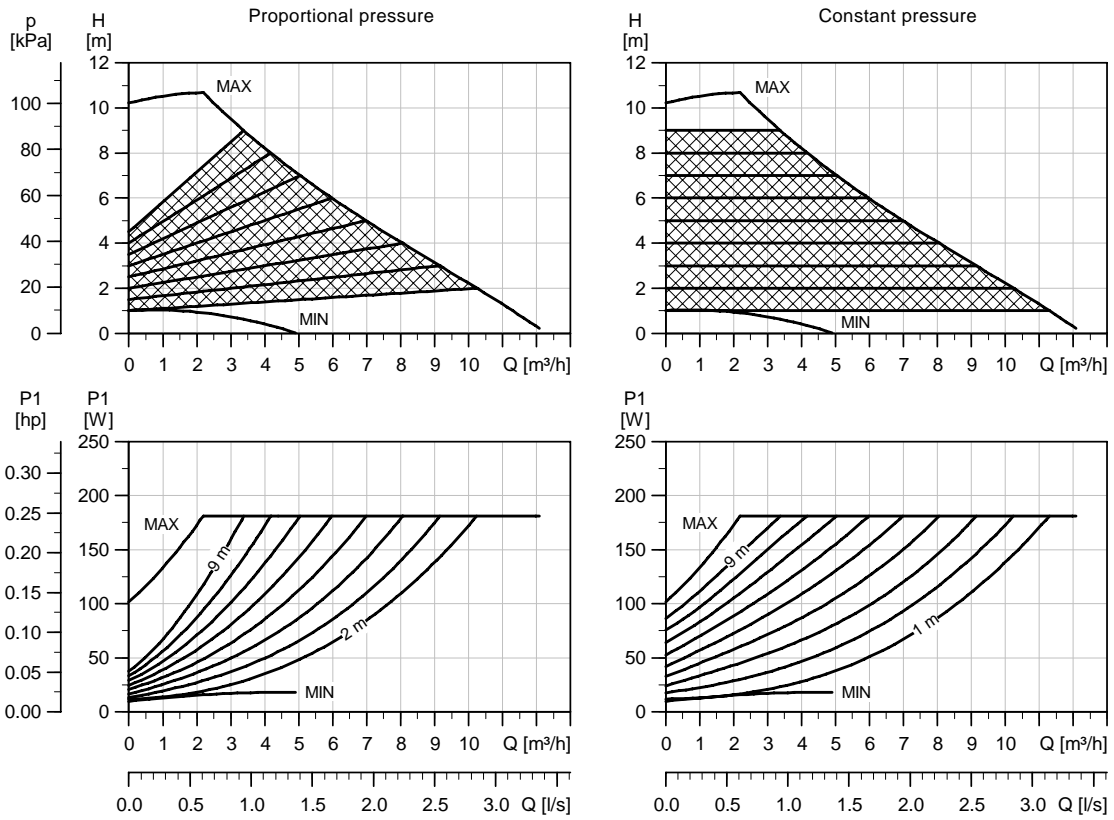 Proportional pressure
Constant pressure
p
[kPa]
H
[m]
H
[m]
12
10
8
6
4
2
0
100
80
60
40
20
0
MAX
MIN
0 1 2 3 4 5 6 7 8 9 10 Q [m³/h]
12
10
8
6
4
2
0
MAX
MIN
0 1 2 3 4 5 6 7 8 9 10 Q [m³/h]
P1
[hp]
P1
[W]
P1
[W]
0.30
0.25
0.20
0.15
0.10
0.05
0.00
250
200
150
100
50
0
MAX
9 m
2 m
MIN
0 1 2 3 4 5 6 7 8 9 10 Q [m³/h]
0.0 0.5 1.0 1.5 2.0 2.5 3.0 Q [l/s]
250
200
150
100
50
0
MAX
9 m
1 m
MIN
0 1 2 3 4 5 6 7 8 9 10 Q [m³/h]
0.0 0.5 1.0 1.5 2.0 2.5 3.0 Q [l/s]